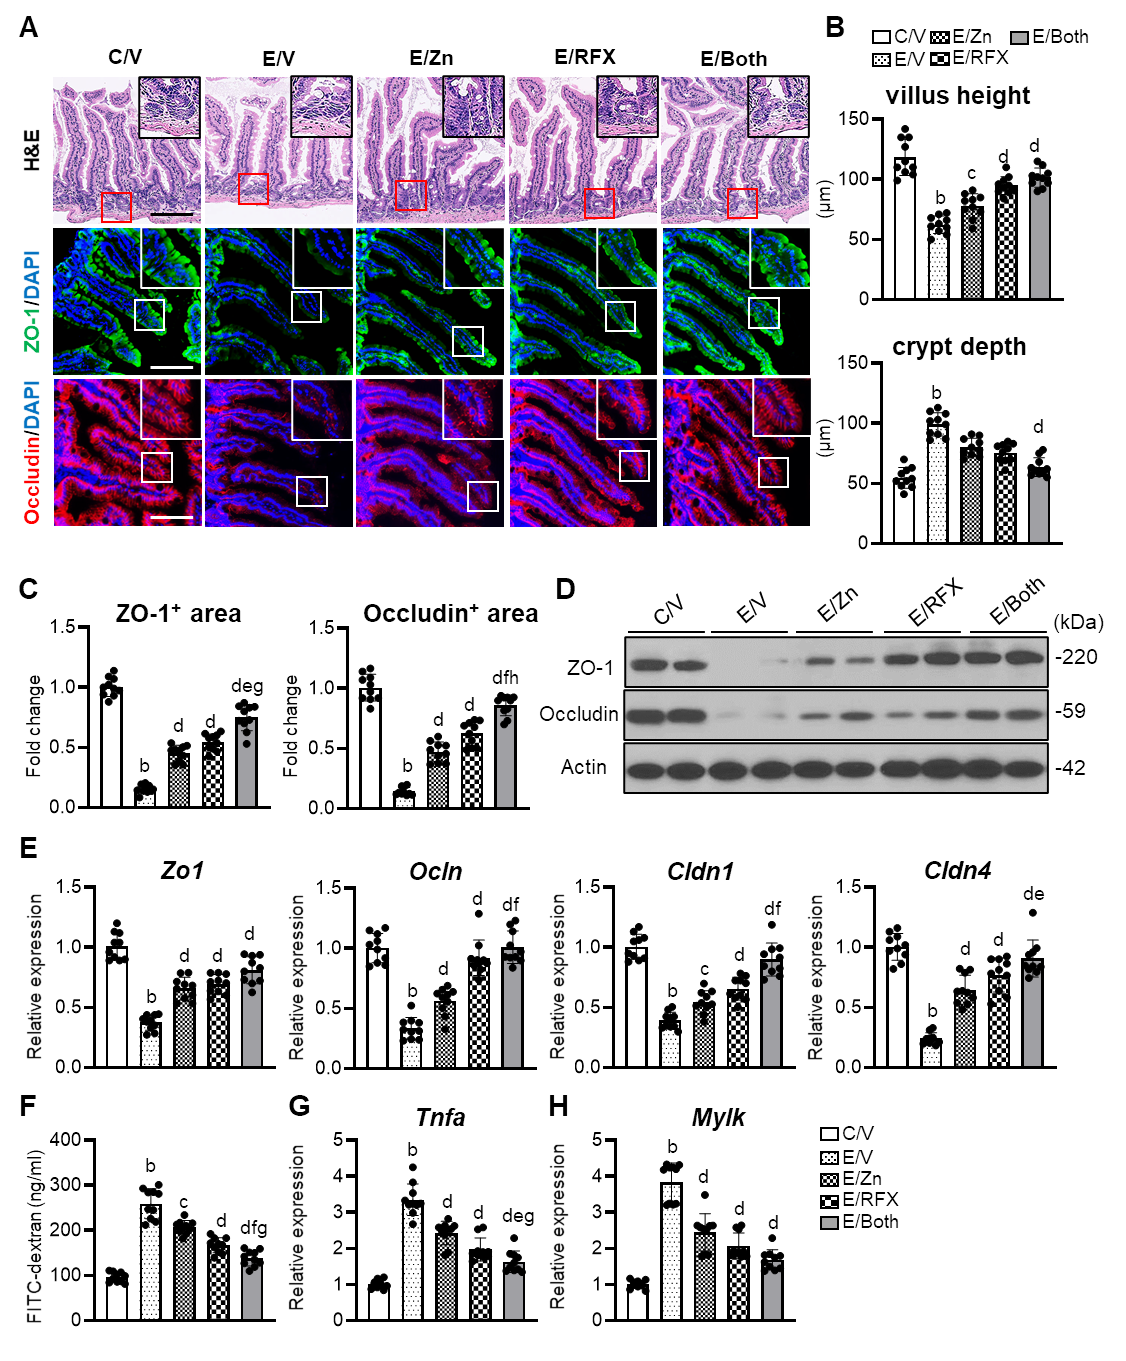 A
C/V E/V E/Zn E/RFX E/Both
H&E
ZO-1/DAPI
Occludin/DAPI
B
C/V E/Zn E/Both
E/V E/RFX
villus height
150
100
50
0
(µm)
b c d d
crypt depth
150
100
50
0
(µm)
b d
C
ZO-1+ area
Fold change
1.5
1.0
0.5
0.0
b d d deg
Occludin+ area
Fold change
1.5
1.0
0.5
0.0
b d d dfh
D
C/V E/V E/Zn E/RFX E/Both
(kDa)
ZO-1 -220
Occludin -59
Actin -42
E
Zo1
Relative expression
1.5
1.0
0.5
0.0
b d d d
Ocln
Relative expression
1.5
1.0
0.5
0.0
b d d df
Cldn1
Relative expression
1.5
1.0
0.5
0.0
b c d df
Cldn4
Relative expression
1.5
1.0
0.5
0.0
b d d de
F
FITC-dextran (ng/ml)
400
300
200
100
0
b c d dfg
G
Tnfa
Relative expression
5
4
3
2
1
0
b d d deg
H
Mylk
Relative expression
5
4
3
2
1
0
b d d d
C/V
E/V
E/Zn
E/RFX
E/Both